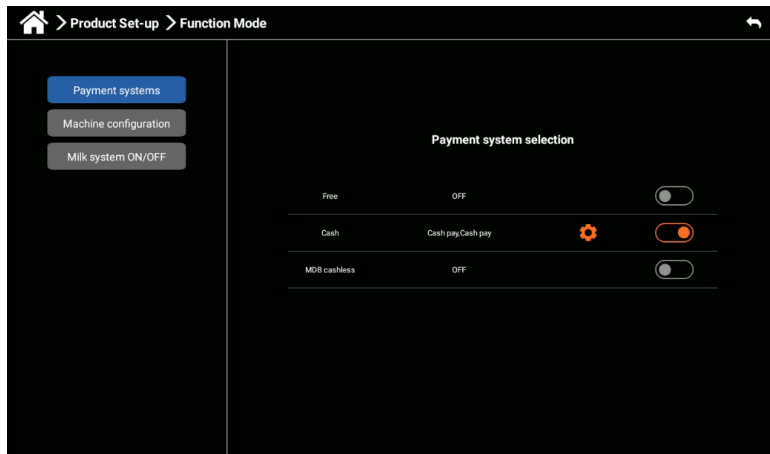 Product Set-up > Function Mode
Payment systems
Machine configuration
Milk system ON/OFF
Payment system selection
Free OFF
Cash Cash pay,Cash pay
MDB cashless OFF